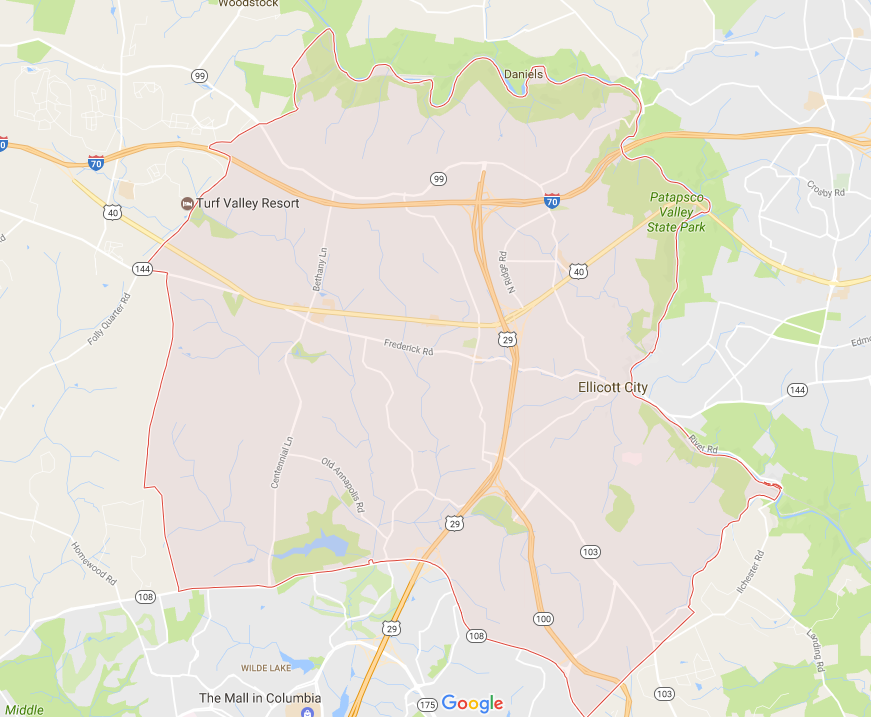 Woodstock
99
Daniels
70
70
99
Crosby Rd
Turf Valley Resort
40
70
Patapsco
Valley
State Park
144
Bethany Ln
N Ridge Rd
40
Folly Quarter Rd
29
Frederick Rd
Ellicott City
144
Centennial Ln
Old Annapolis Rd
River Rd
29
103
Homewood Rd
108
Ilchester Rd
29
108
100
Landing Rd
WILDE LAKE
The Mall in Columbia
175
Google
103
Middle